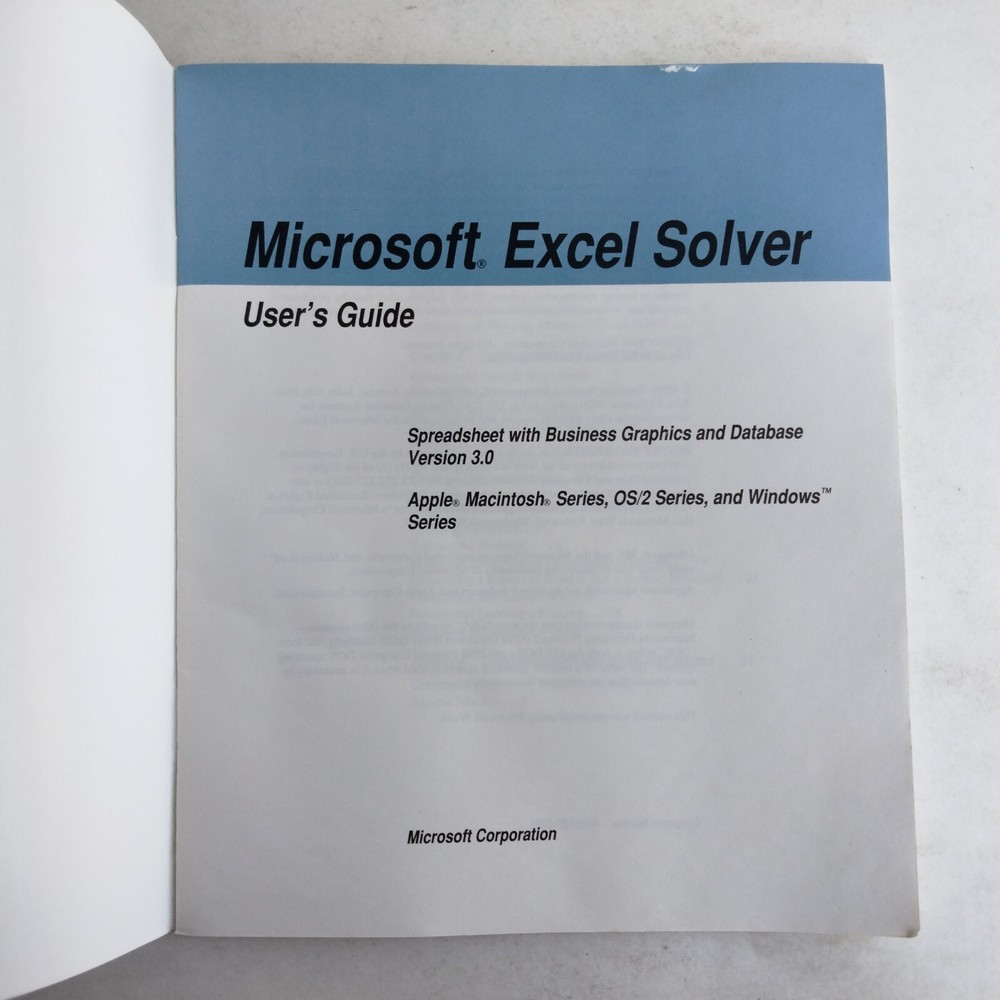 Microsoft® Excel Solver
User's Guide
Spreadsheet with Business Graphics and Database
Version 3.0
Apple® Macintosh® Series, OS/2 Series, and Windows™
Series
Microsoft Corporation